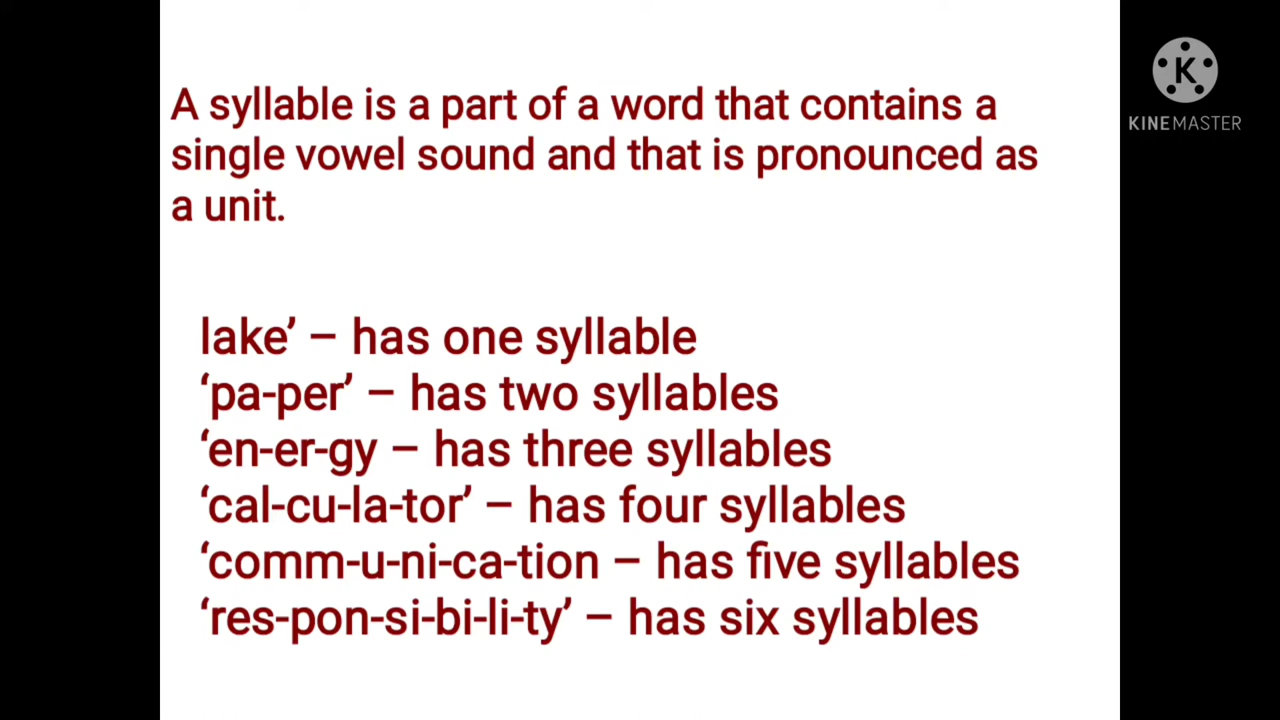 A syllable is a part of a word that contains a
single vowel sound and that is pronounced as
a unit.
lake’ – has one syllable
‘pa-per’ – has two syllables
‘en-er-gy – has three syllables
‘cal-cu-la-tor’ – has four syllables
‘comm-u-ni-ca-tion – has five syllables
‘res-pon-si-bi-li-ty’ – has six syllables
K
KINEMASTER